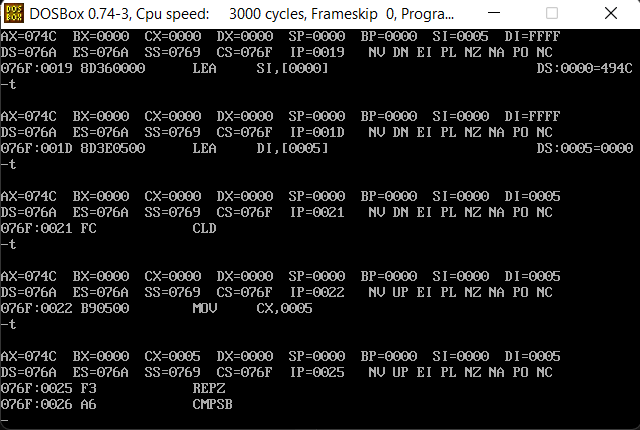 DOS
BOX
DOSBox 0.74-3, Cpu speed: 3000 cycles, Frameskip 0, Progra...
AX=074C BX=0000 CX=0000 DX=0000 SP=0000 BP=0000 SI=0005 DI=FFFF
DS=076A ES=076A SS=0769 CS=076F IP=0019 NV DN EI PL NZ NA PO NC
076F:0019 8D360000 LEA SI,[0000] DS:0000=494C
-t
AX=074C BX=0000 CX=0000 DX=0000 SP=0000 BP=0000 SI=0000 DI=FFFF
DS=076A ES=076A SS=0769 CS=076F IP=001D NV DN EI PL NZ NA PO NC
076F:001D 8D3E0500 LEA DI,[0005] DS:0005=0000
-t
AX=074C BX=0000 CX=0000 DX=0000 SP=0000 BP=0000 SI=0000 DI=0005
DS=076A ES=076A SS=0769 CS=076F IP=0021 NV DN EI PL NZ NA PO NC
076F:0021 FC CLD
-t
AX=074C BX=0000 CX=0000 DX=0000 SP=0000 BP=0000 SI=0000 DI=0005
DS=076A ES=076A SS=0769 CS=076F IP=0022 NV UP EI PL NZ NA PO NC
076F:0022 B90500 MOV CX,0005
-t
AX=074C BX=0000 CX=0005 DX=0000 SP=0000 BP=0000 SI=0000 DI=0005
DS=076A ES=076A SS=0769 CS=076F IP=0025 NV UP EI PL NZ NA PO NC
076F:0025 F3 REPZ
076F:0026 A6 CMPSB
-